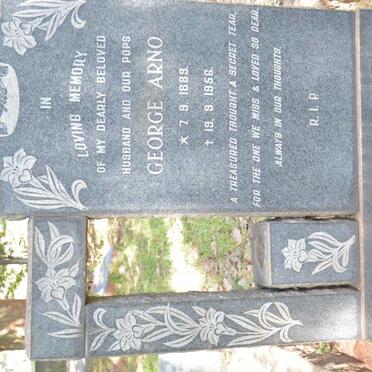 IN
LOVING MEMORY
OF MY DEARLY BELOVED
HUSBAND AND OUR POPS
GEORGE ARNO
★ 7. 9. 1889.
† 19. 9. 1956.
A TREASURED THOUGHT, A SECRET TEAR,
FOR THE ONE WE MISS & LOVED SO DEAR.
ALWAYS IN OUR THOUGHTS.
R.I.P.